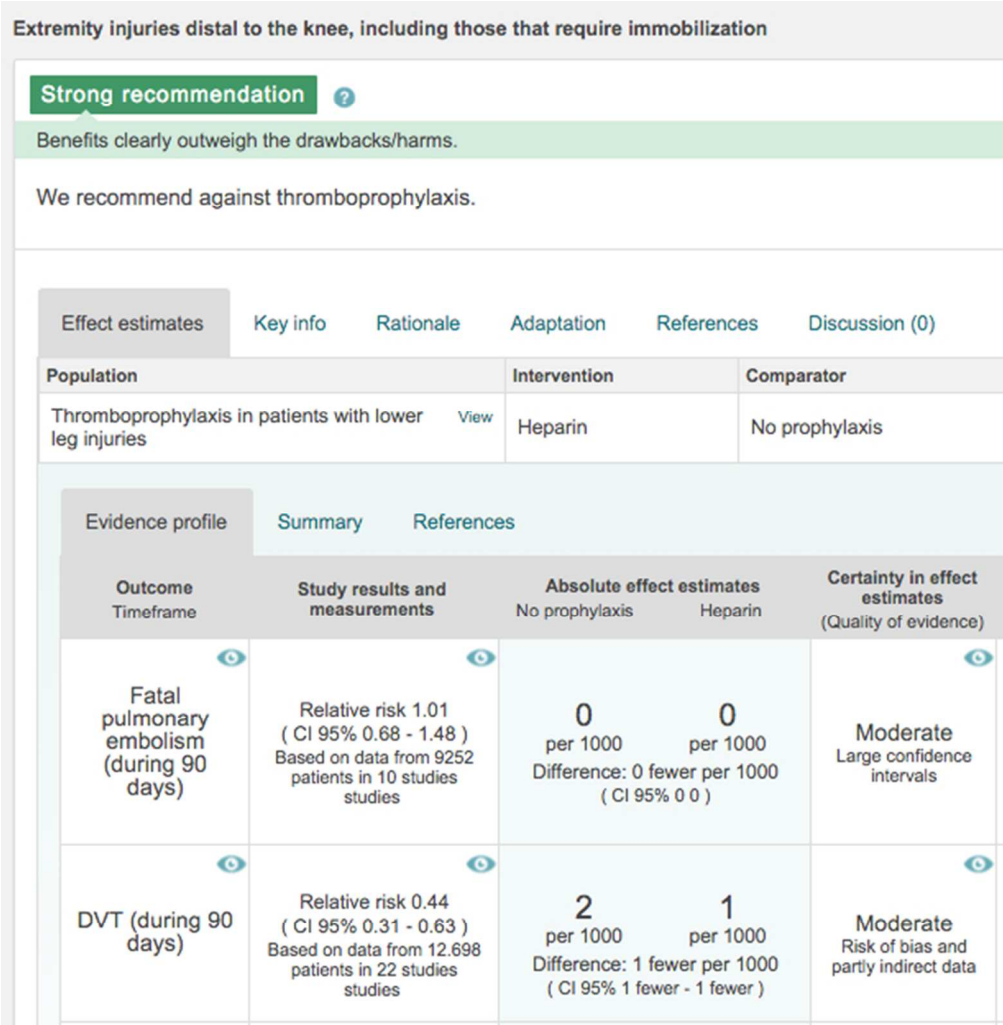 Extremity injuries distal to the knee, including those that require immobilization
Strong recommendation ?
Benefits clearly outweigh the drawbacks/harms.
We recommend against thromboprophylaxis.
Effect estimates Key info Rationale Adaptation References Discussion (0)
Population Intervention Comparator
Thromboprophylaxis in patients with lower
leg injuries
View
Heparin
No prophylaxis
Evidence profile Summary References
Outcome
Timeframe
Study results and
measurements
Absolute effect estimates
No prophylaxis Heparin
Certainty in effect
estimates
(Quality of evidence)
Fatal
pulmonary
embolism
(during 90
days)
Relative risk 1.01
( CI 95% 0.68 - 1.48 )
Based on data from 9252
patients in 10 studies
studies
0 0
per 1000 per 1000
Difference: 0 fewer per 1000
( CI 95% 0 0 )
Moderate
Large confidence
intervals
DVT (during 90
days)
Relative risk 0.44
( CI 95% 0.31 - 0.63 )
Based on data from 12.698
patients in 22 studies
studies
2 1
per 1000 per 1000
Difference: 1 fewer per 1000
( CI 95% 1 fewer - 1 fewer )
Moderate
Risk of bias and
partly indirect data